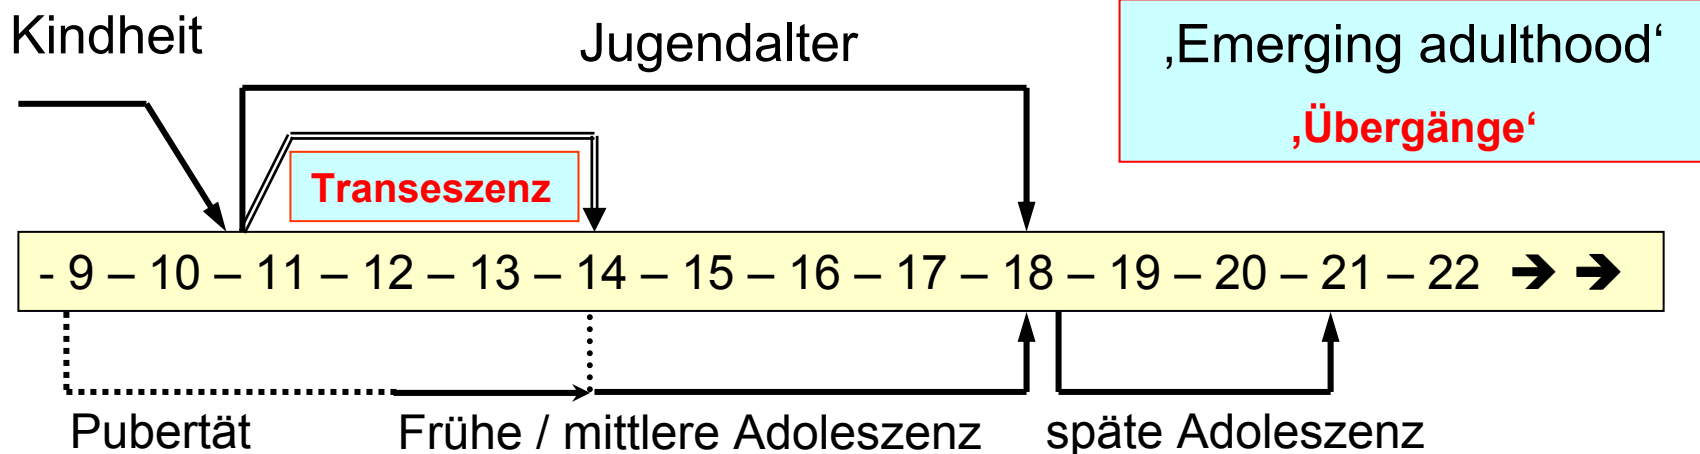 Kindheit
Jugendalter
‚Emerging adulthood‘
‚Übergänge‘
Transeszenz
- 9 – 10 – 11 – 12 – 13 – 14 – 15 – 16 – 17 – 18 – 19 – 20 – 21 – 22 ➔ ➔
Pubertät
Frühe / mittlere Adoleszenz
späte Adoleszenz